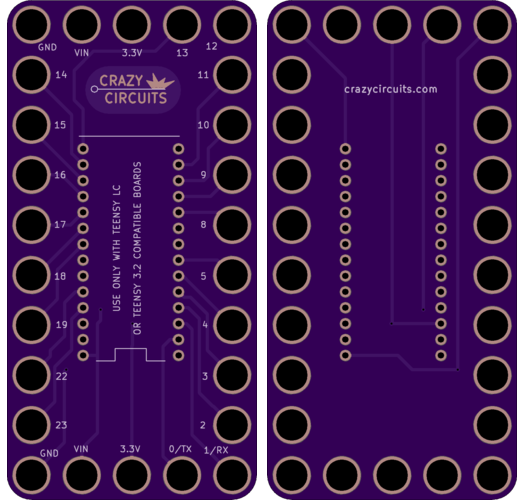 GND VIN 3.3V 13 12
14 11
CRAZY
CIRCUITS
crazycircuits.com
15 10
16 9
USE ONLY WITH TEENSY LC
OR TEENSY 3.2 COMPATIBLE BOARDS
17 8
18 5
19 4
22 3
23 2
GND VIN 3.3V 0/TX 1/RX